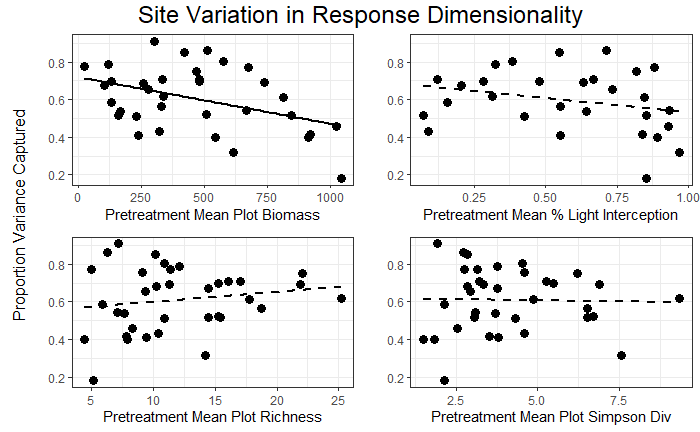 Site Variation in Response Dimensionality
Proportion Variance Captured
0.8
0.6
0.4
0.2
0 250 500 750 1000
Pretreatment Mean Plot Biomass
0.8
0.6
0.4
0.2
0.25 0.50 0.75 1.00
Pretreatment Mean % Light Interception
0.8
0.6
0.4
0.2
5 10 15 20 25
Pretreatment Mean Plot Richness
0.8
0.6
0.4
0.2
2.5 5.0 7.5
Pretreatment Mean Plot Simpson Div